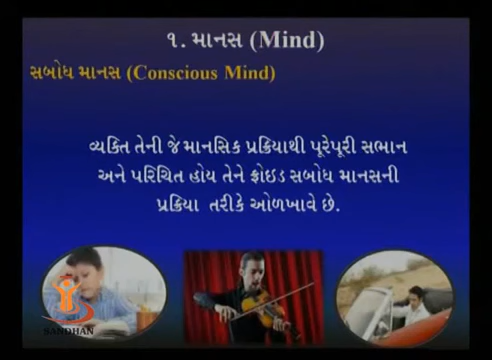 ૧. માનસ (Mind)
સબોધ માનસ (Conscious Mind)
વ્યક્તિ તેની જે માનસિક પ્રક્રિયાથી પૂરેપૂરી સભાન
અને પરિચિત હોય તેને ફ્રોઇડ સબોધ માનસની
પ્રક્રિયા તરીકે ઓળખાવે છે.
SANDHAN